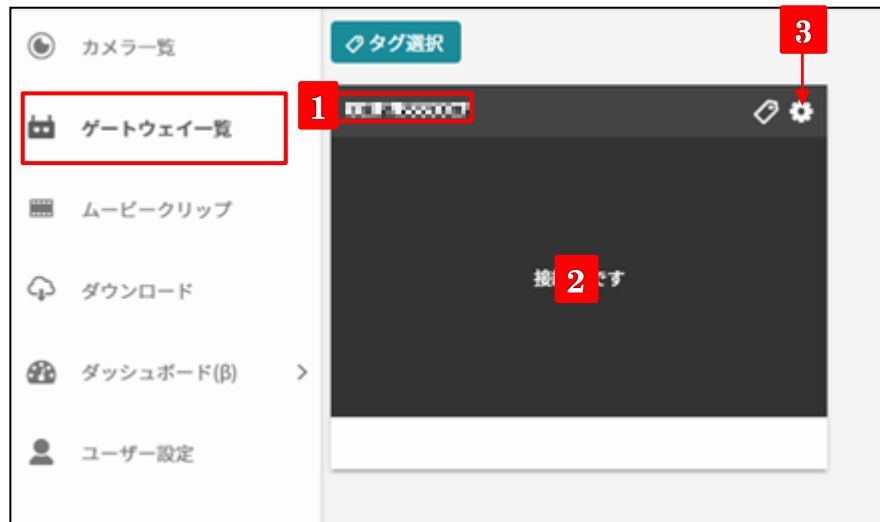 カメラ一覧
タグ選択
3
1
ゲートウェイ一覧
ムービークリップ
2
ダウンロード
ダッシュボード(β)
ユーザー設定